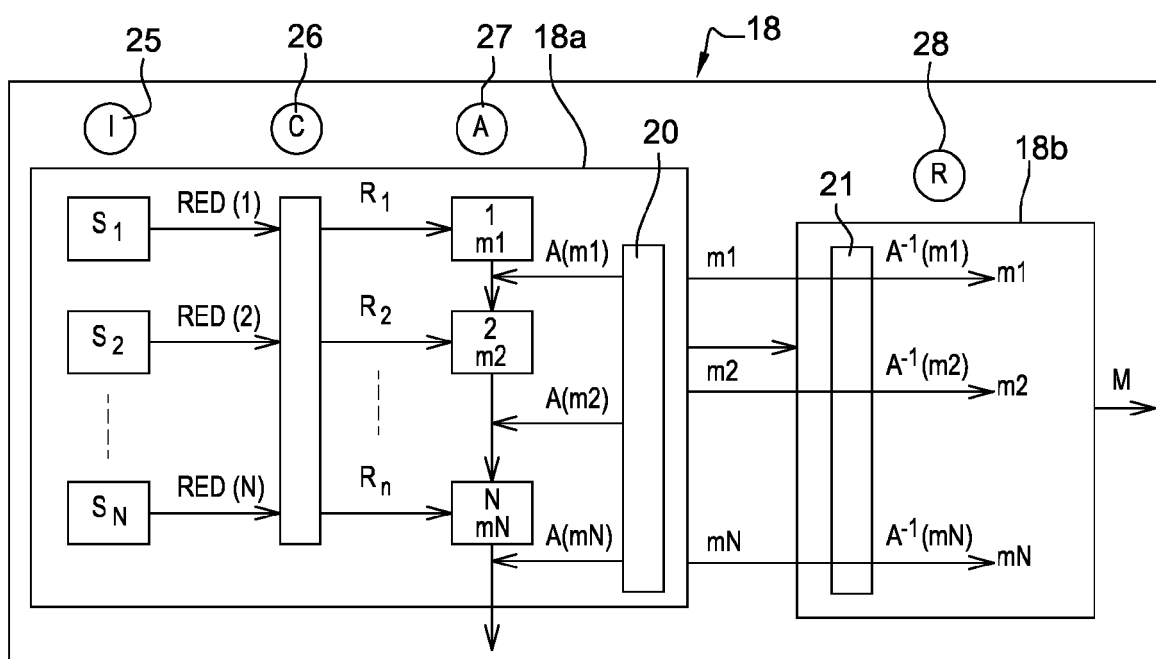 25 26 27 18a 18 28
I C A
20 R 18b
21
S1 RED (1) R1 1 m1 A(m1) m1 A-1(m1) m1
S2 RED (2) R2 2 m2 A(m2) m2 A-1(m2) m2 M
SN RED (N) Rn N mN A(mN) mN A-1(mN) mN